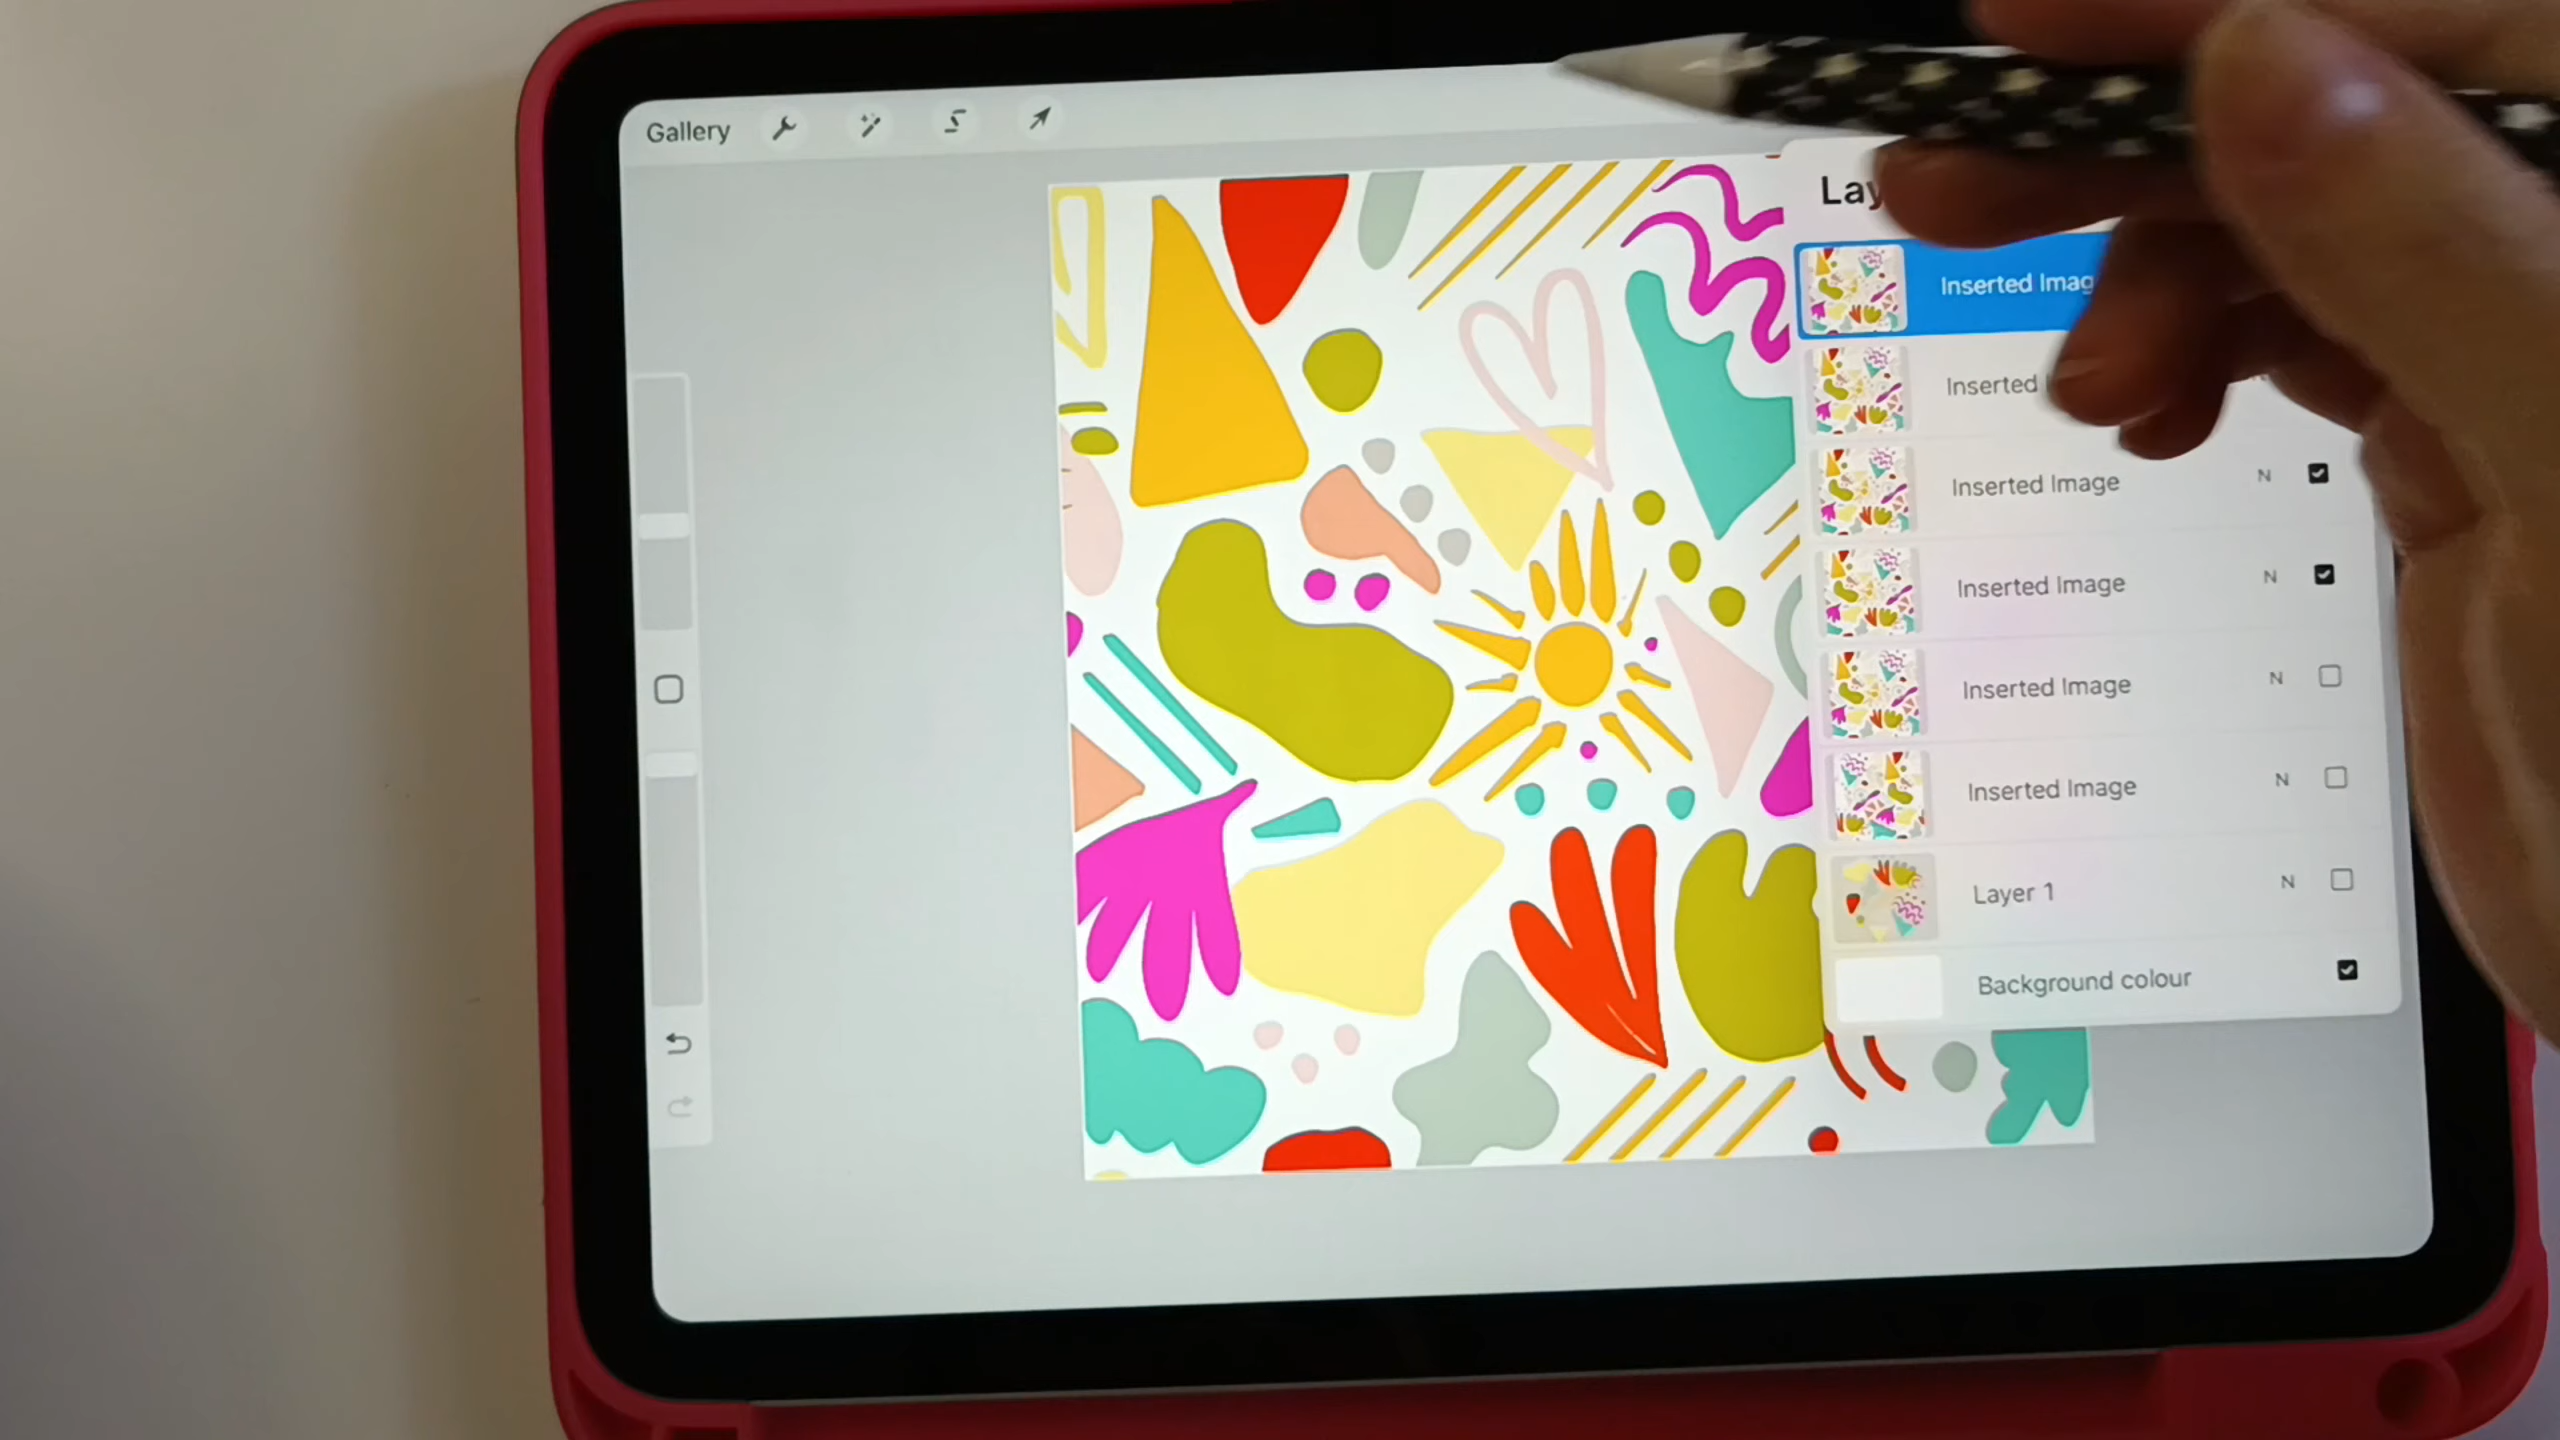 Gallery
Lay
Inserted Imag
Inserted
Inserted Image N
Inserted Image N
Inserted Image N
Inserted Image N
Layer 1 N
Background colour